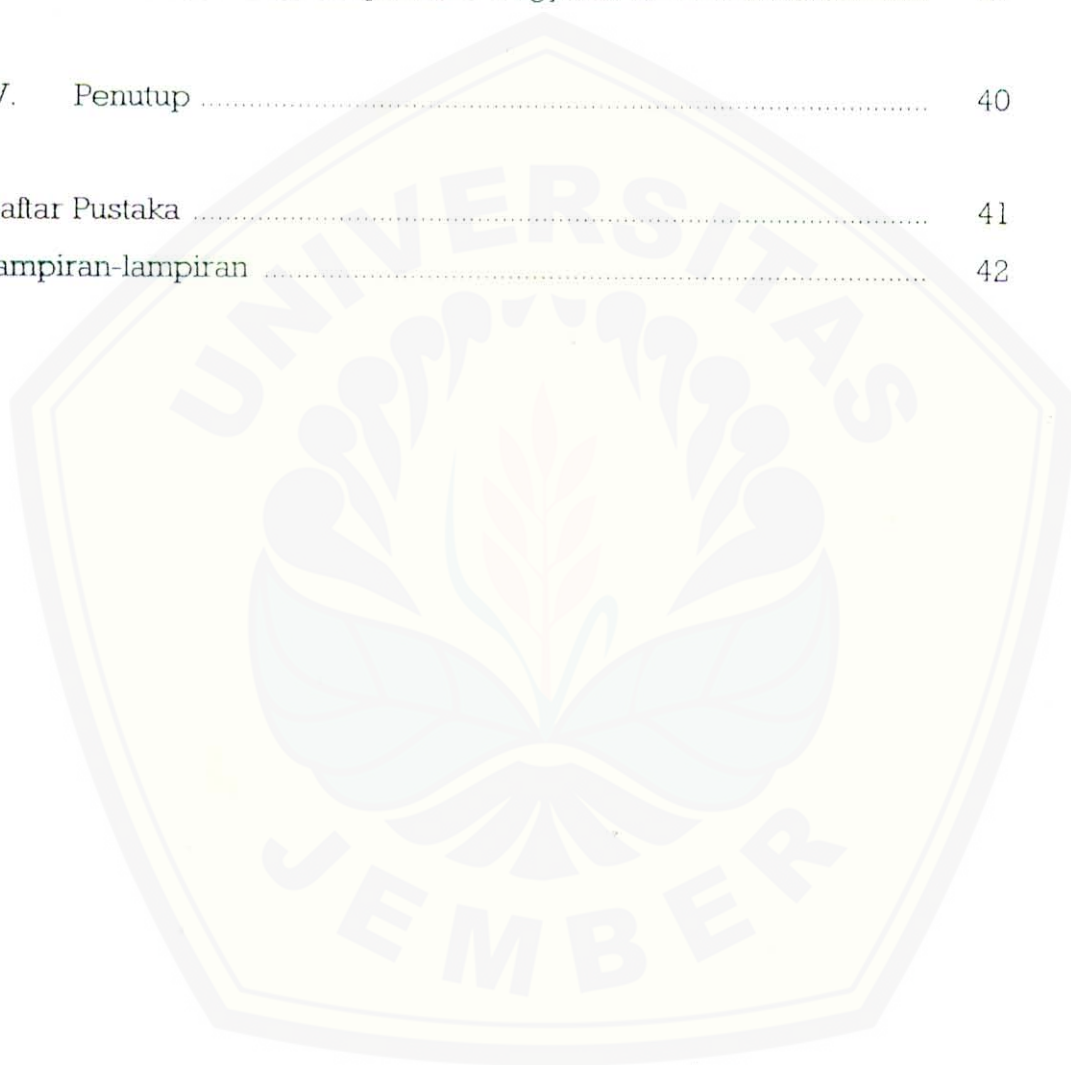 V. Penutup ........................ 40
aftar Pustaka ........................ 41
ampiran-lampiran ........................ 42
UNIVERSITAS
JEMBER